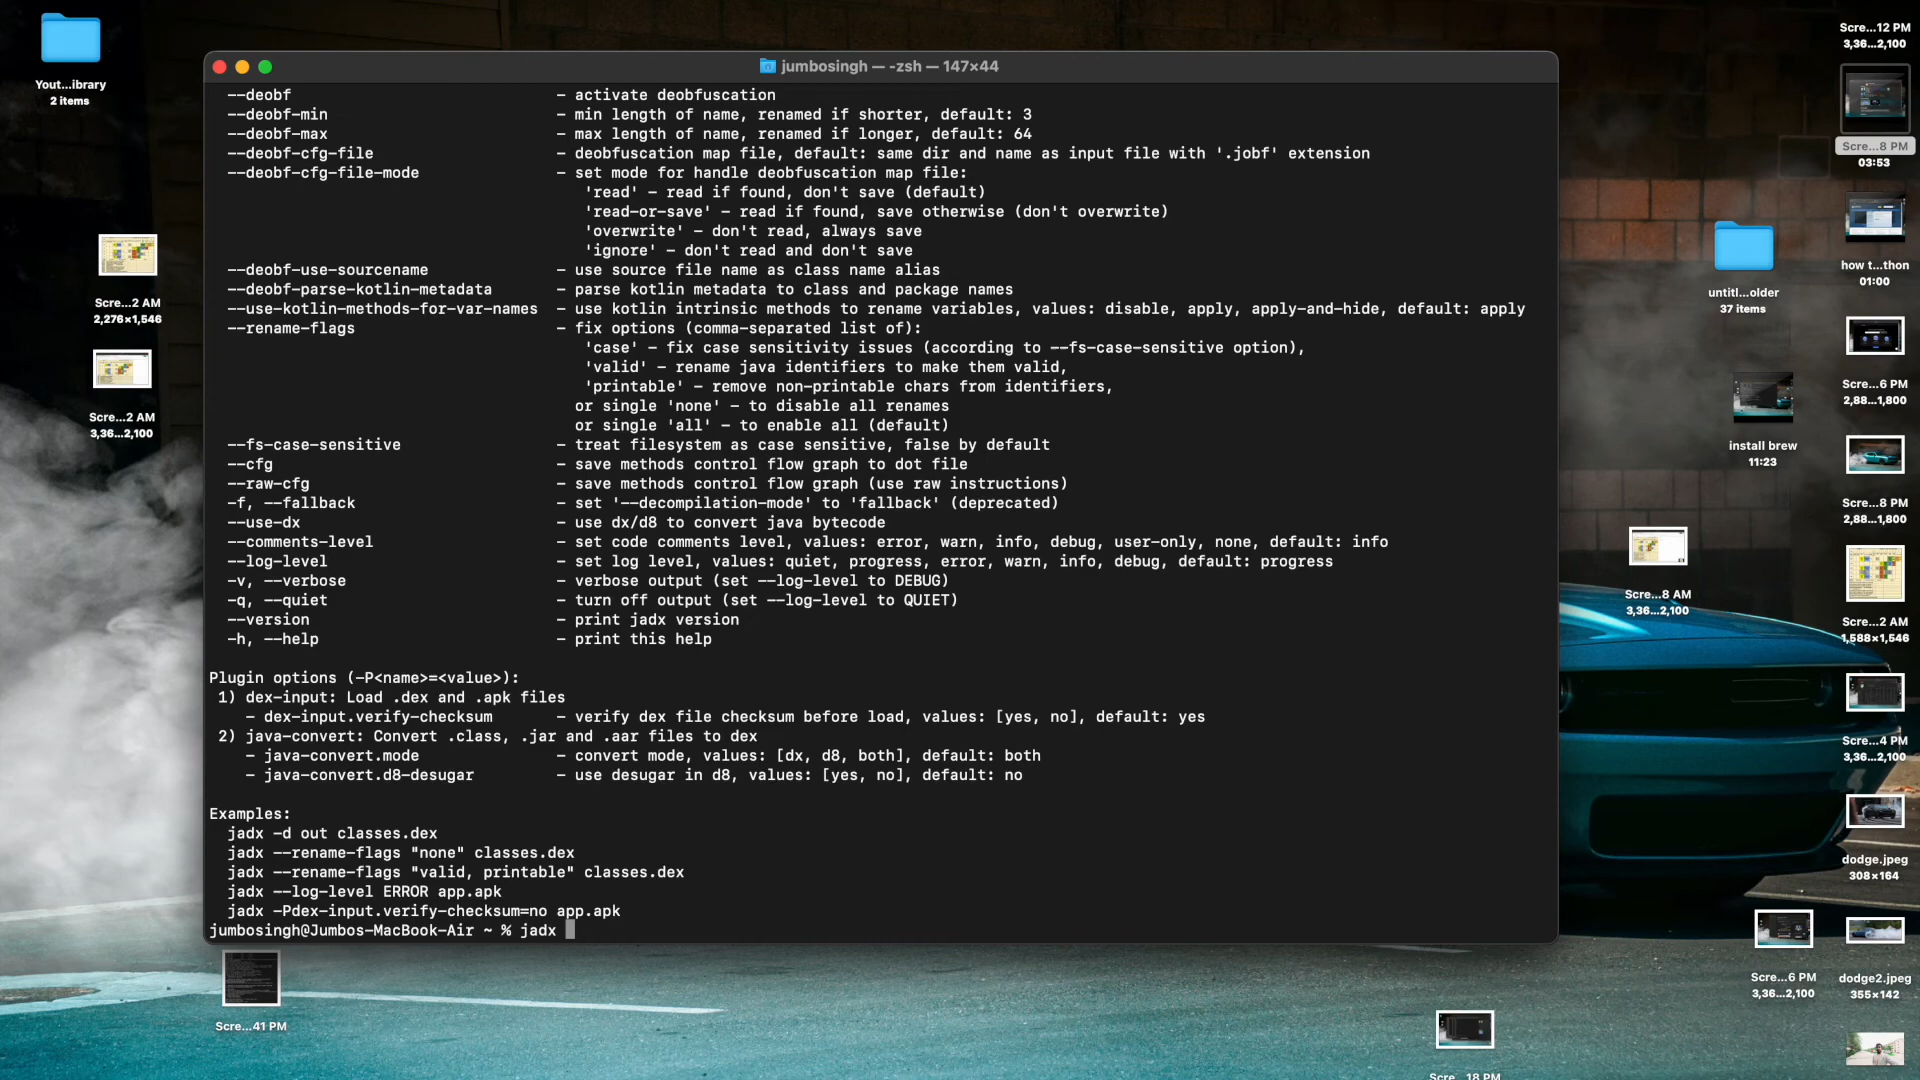 jumbosingh — -zsh — 147×44
--deobf - activate deobfuscation
--deobf-min - min length of name, renamed if shorter, default: 3
--deobf-max - max length of name, renamed if longer, default: 64
--deobf-cfg-file - deobfuscation map file, default: same dir and name as input file with '.jobf' extension
--deobf-cfg-file-mode - set mode for handle deobfuscation map file:
'read' - read if found, don't save (default)
'read-or-save' - read if found, save otherwise (don't overwrite)
'overwrite' - don't read, always save
'ignore' - don't read and don't save
--deobf-use-sourcename - use source file name as class name alias
--deobf-parse-kotlin-metadata - parse kotlin metadata to class and package names
--use-kotlin-methods-for-var-names - use kotlin intrinsic methods to rename variables, values: disable, apply, apply-and-hide, default: apply
--rename-flags - fix options (comma-separated list of):
'case' - fix case sensitivity issues (according to --fs-case-sensitive option),
'valid' - rename java identifiers to make them valid,
'printable' - remove non-printable chars from identifiers,
or single 'none' - to disable all renames
or single 'all' - to enable all (default)
--fs-case-sensitive - treat filesystem as case sensitive, false by default
--cfg - save methods control flow graph to dot file
--raw-cfg - save methods control flow graph (use raw instructions)
-f, --fallback - set '--decompilation-mode' to 'fallback' (deprecated)
--use-dx - use dx/d8 to convert java bytecode
--comments-level - set code comments level, values: error, warn, info, debug, user-only, none, default: info
--log-level - set log level, values: quiet, progress, error, warn, info, debug, default: progress
-v, --verbose - verbose output (set --log-level to DEBUG)
-q, --quiet - turn off output (set --log-level to QUIET)
--version - print jadx version
-h, --help - print this help
Plugin options (-P<name>=<value>):
1) dex-input: Load .dex and .apk files
- dex-input.verify-checksum - verify dex file checksum before load, values: [yes, no], default: yes
2) java-convert: Convert .class, .jar and .aar files to dex
- java-convert.mode - convert mode, values: [dx, d8, both], default: both
- java-convert.d8-desugar - use desugar in d8, values: [yes, no], default: no
Examples:
jadx -d out classes.dex
jadx --rename-flags "none" classes.dex
jadx --rename-flags "valid, printable" classes.dex
jadx --log-level ERROR app.apk
jadx -Pdex-input.verify-checksum=no app.apk
jumbosingh@Jumbos-MacBook-Air ~ % jadx
Yout...ibrary
2 items
Scre...2 AM
2,276×1,546
Scre...2 AM
3,36...2,100
Scre...41 PM
untitl...older
37 items
install brew
11:23
Scre...8 AM
3,36...2,100
Scre...6 PM
3,36...2,100
Scre...18 PM
Scre...12 PM
3,36...2,100
Scre...8 PM
03:53
how t...thon
01:00
Scre...6 PM
2,88...1,800
Scre...8 PM
2,88...1,800
Scre...2 AM
1,588×1,546
Scre...4 PM
3,36...2,100
dodge.jpeg
308×164
dodge2.jpeg
355×142